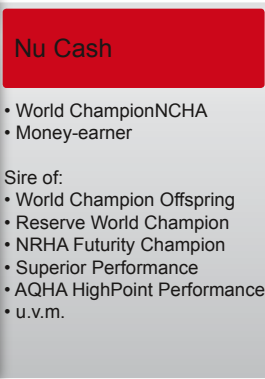 Nu Cash
• World ChampionNCHA
• Money-earner
Sire of:
• World Champion Offspring
• Reserve World Champion
• NRHA Futurity Champion
• Superior Performance
• AQHA HighPoint Performance
• u.v.m.